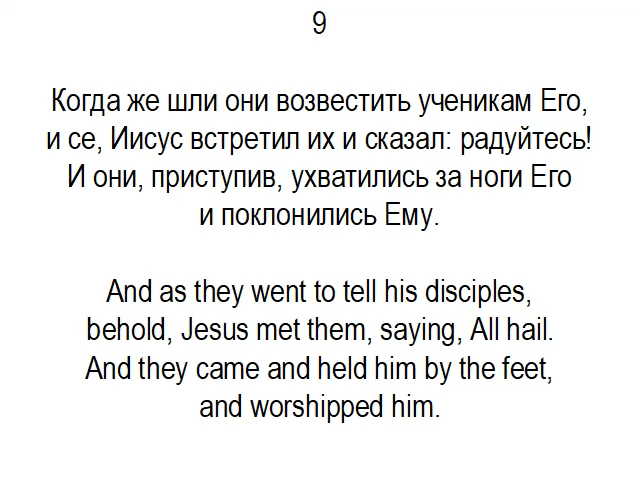 9
Когда же шли они возвестить ученикам Его,
и се, Иисус встретил их и сказал: радуйтесь!
И они, приступив, ухватились за ноги Его
и поклонились Ему.
And as they went to tell his disciples,
behold, Jesus met them, saying, All hail.
And they came and held him by the feet,
and worshipped him.